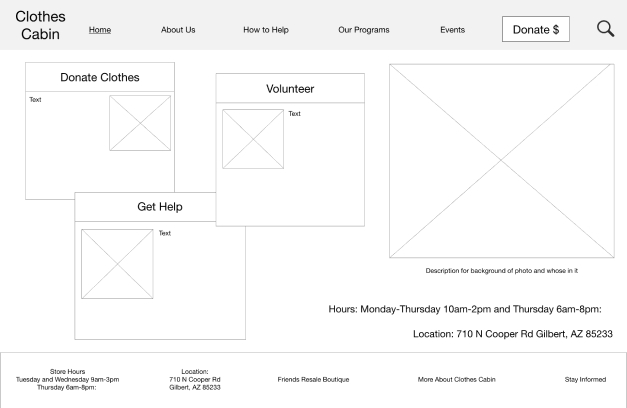 Clothes
Cabin
Home
About Us
How to Help
Our Programs
Events
Donate $
Donate Clothes
Text
Volunteer
Text
Get Help
Text
Description for background of photo and whose in it
Hours: Monday-Thursday 10am-2pm and Thursday 6am-8pm:
Location: 710 N Cooper Rd Gilbert, AZ 85233
Store Hours
Tuesday and Wednesday 9am-3pm
Thursday 6am-8pm:
Location:
710 N Cooper Rd
Gilbert, AZ 85233
Friends Resale Boutique
More About Clothes Cabin
Stay Informed